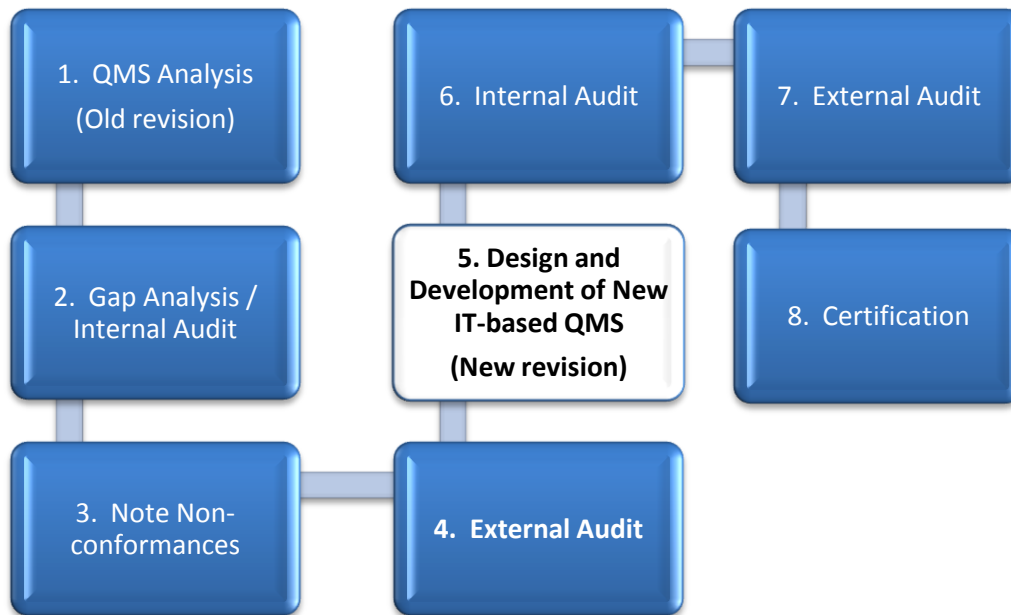 1. QMS Analysis
(Old revision)
2. Gap Analysis /
Internal Audit
3. Note Non-
conformances
4. External Audit
5. Design and
Development of New
IT-based QMS
(New revision)
6. Internal Audit
7. External Audit
8. Certification